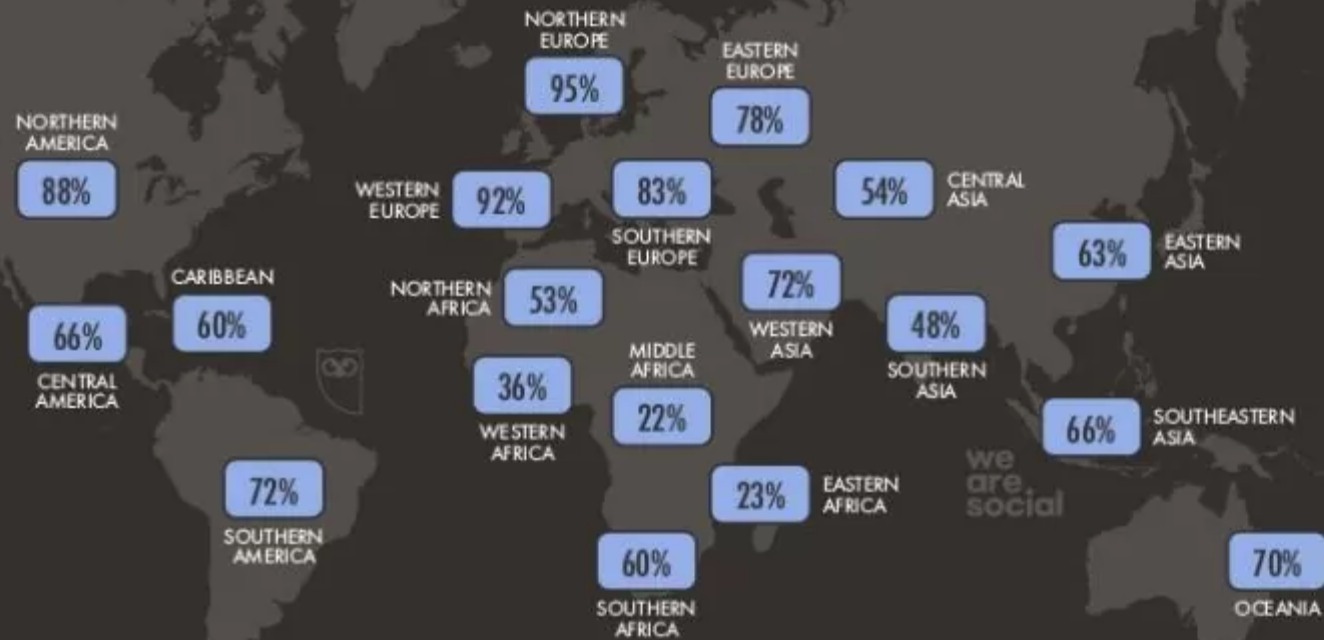 NORTHERN
EUROPE
95%
EASTERN
EUROPE
78%
NORTHERN
AMERICA
88%
WESTERN
EUROPE
92%
83%
SOUTHERN
EUROPE
54%
CENTRAL
ASIA
63%
EASTERN
ASIA
CARIBBEAN
60%
66%
CENTRAL
AMERICA
NORTHERN
AFRICA
53%
72%
WESTERN
ASIA
48%
SOUTHERN
ASIA
36%
WESTERN
AFRICA
MIDDLE
AFRICA
22%
66%
SOUTHEASTERN
ASIA
we
are
social
72%
SOUTHERN
AMERICA
23%
EASTERN
AFRICA
60%
SOUTHERN
AFRICA
70%
OCEANIA